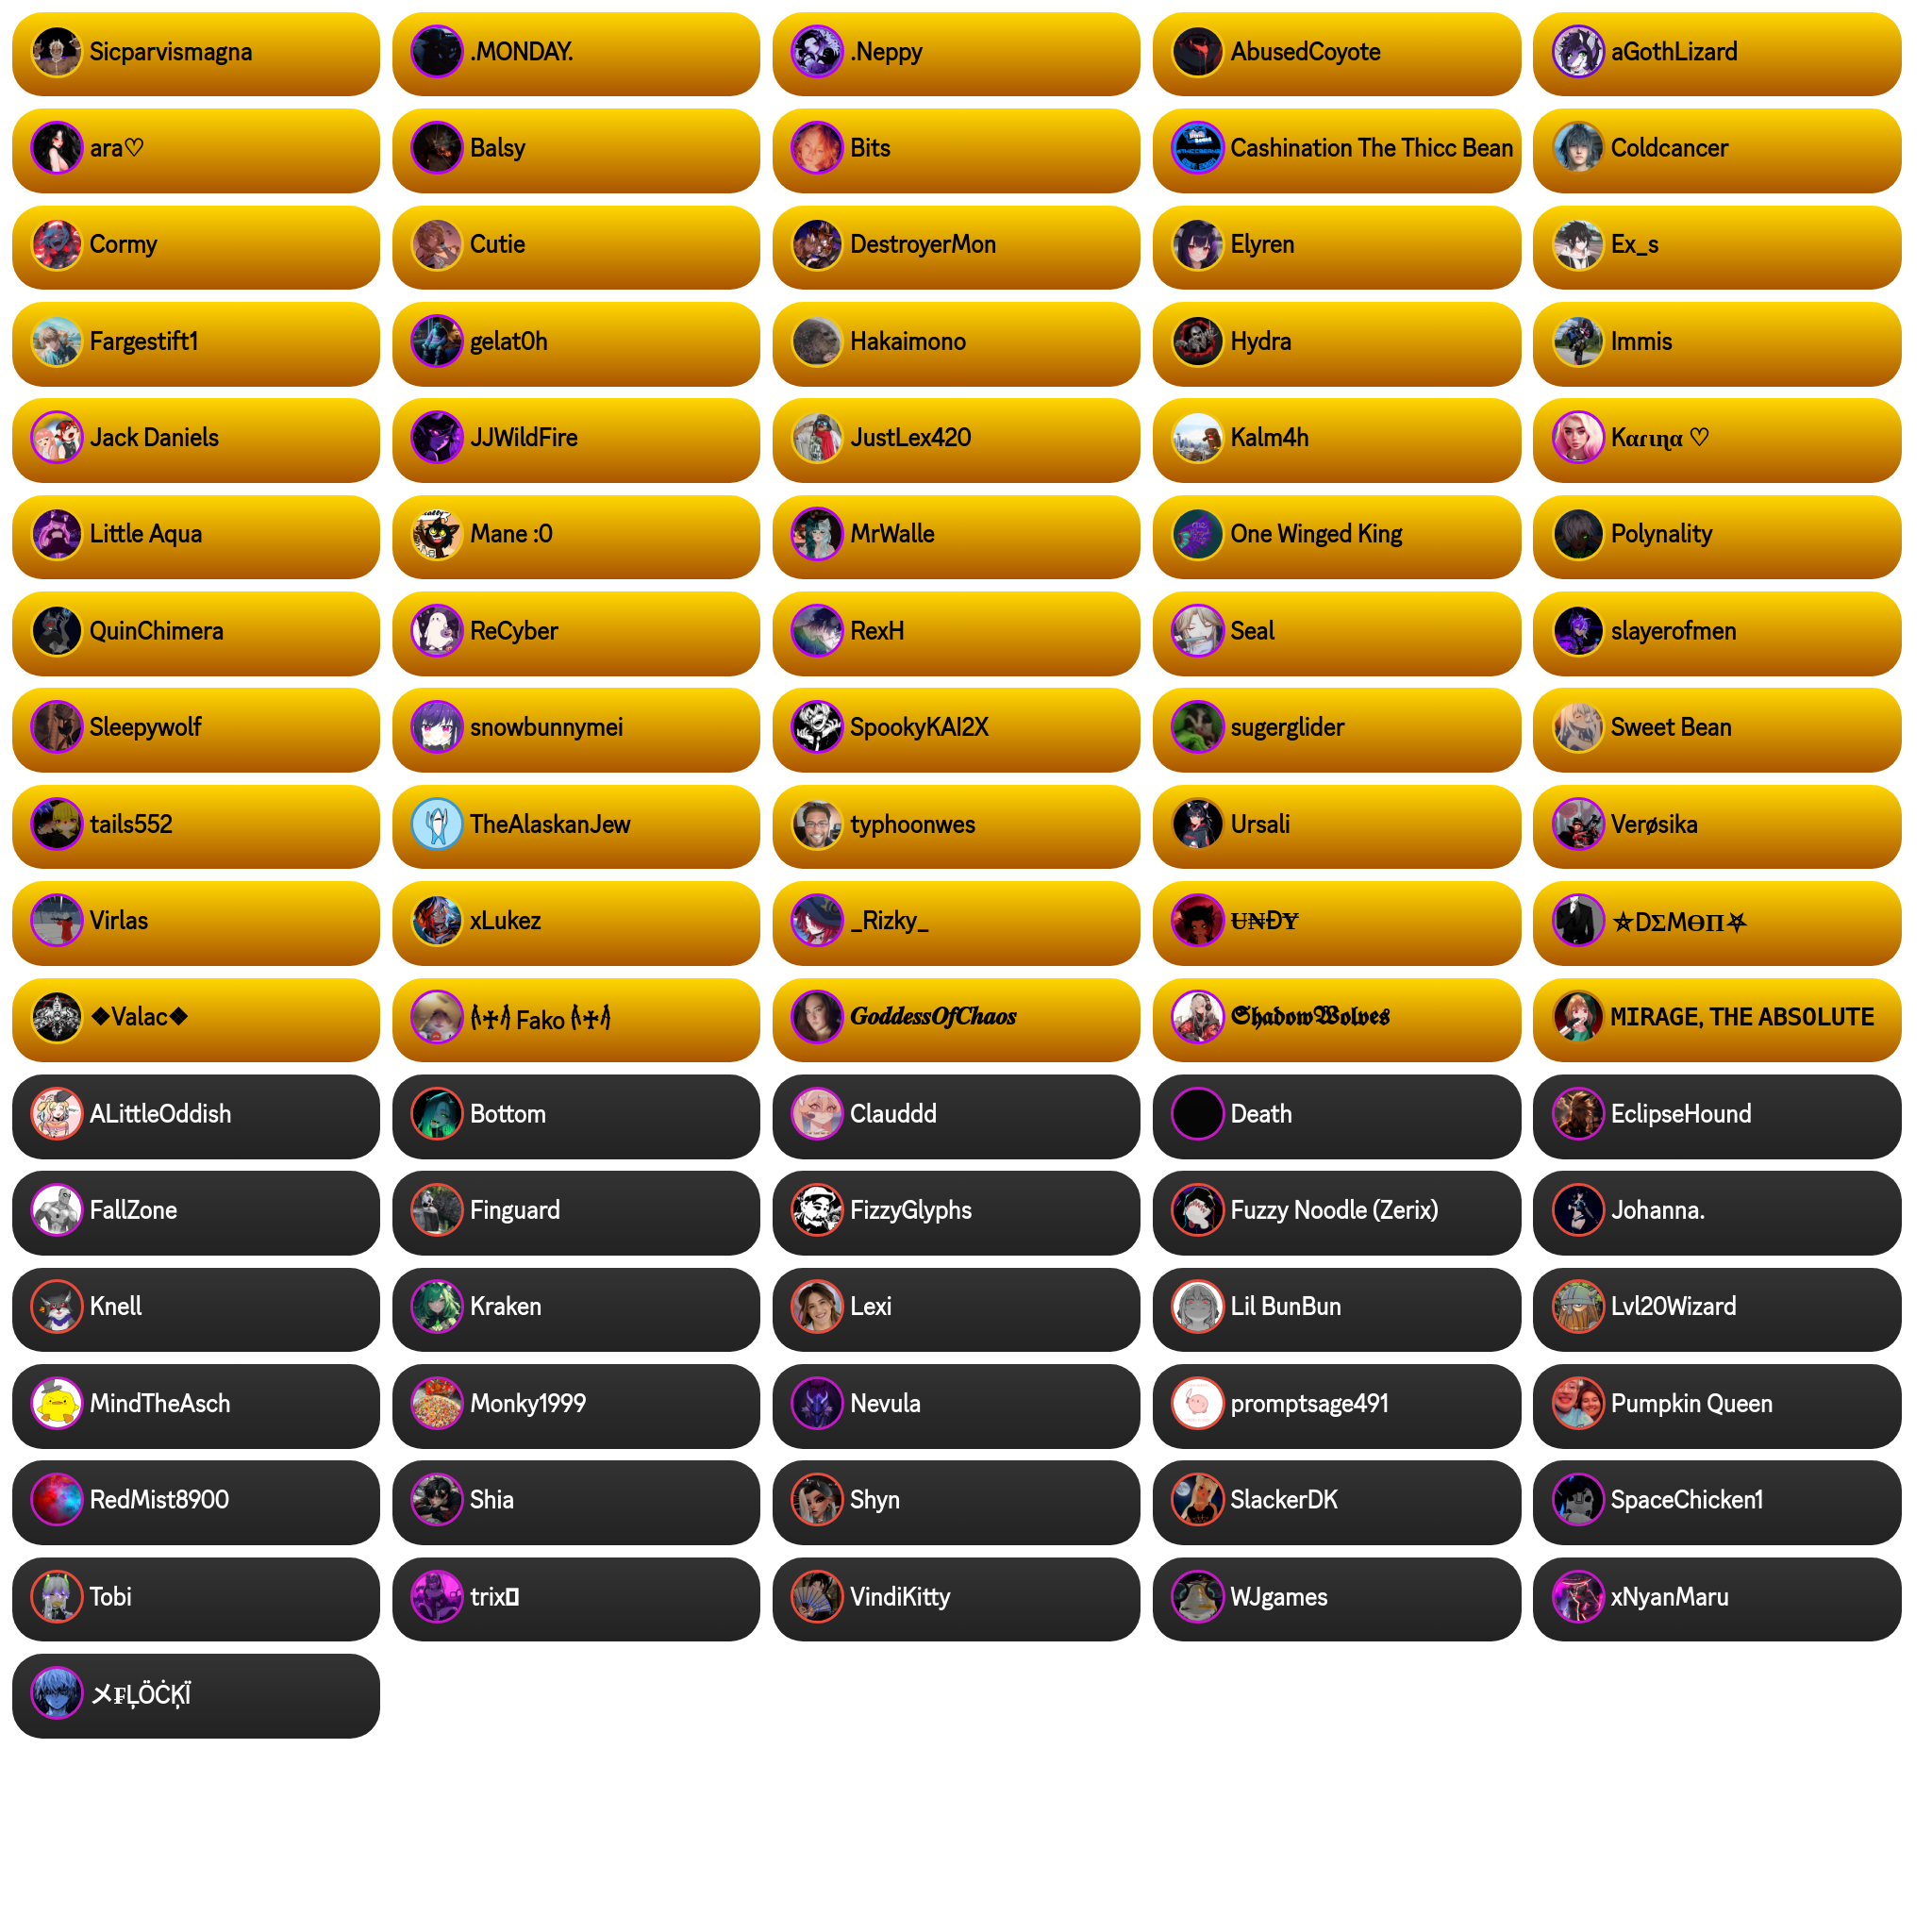 Sicparvismagna
.MONDAY.
.Neppy
AbusedCoyote
aGothLizard
ara♡
Balsy
Bits
Cashination The Thicc Bean
Coldcancer
Cormy
Cutie
DestroyerMon
Elyren
Ex_s
Fargestift1
gelat0h
Hakaimono
Hydra
Immis
Jack Daniels
JJWildFire
JustLex420
Kalm4h
Kαɾιɳα ♡
Little Aqua
Mane :0
MrWalle
One Winged King
Polynality
QuinChimera
ReCyber
RexH
Seal
slayerofmen
Sleepywolf
snowbunnymei
SpookyKAI2X
sugerglider
Sweet Bean
tails552
TheAlaskanJew
typhoonwes
Ursali
Verøsika
Virlas
xLukez
_Rizky_
Ʉ₦ĐɎ
⛤DΣMӨΠ⛧
❖Valac❖
Fako
𝑮𝒐𝒅𝒅𝒆𝒔𝒔𝑶𝒇𝑪𝒉𝒂𝒐𝒔
𝕾𝖍𝖆𝖉𝖔𝖜𝖂𝖔𝖑𝖛𝖊𝖘
MIRAGE, THE ABSOLUTE
ALittleOddish
Bottom
Clauddd
Death
EclipseHound
FallZone
Finguard
FizzyGlyphs
Fuzzy Noodle (Zerix)
Johanna.
Knell
Kraken
Lexi
Lil BunBun
Lvl20Wizard
MindTheAsch
Monky1999
Nevula
promptsage491
Pumpkin Queen
RedMist8900
Shia
Shyn
SlackerDK
SpaceChicken1
Tobi
trix
VindiKitty
WJgames
xNyanMaru
メ₣ĻÖĊĶÏ